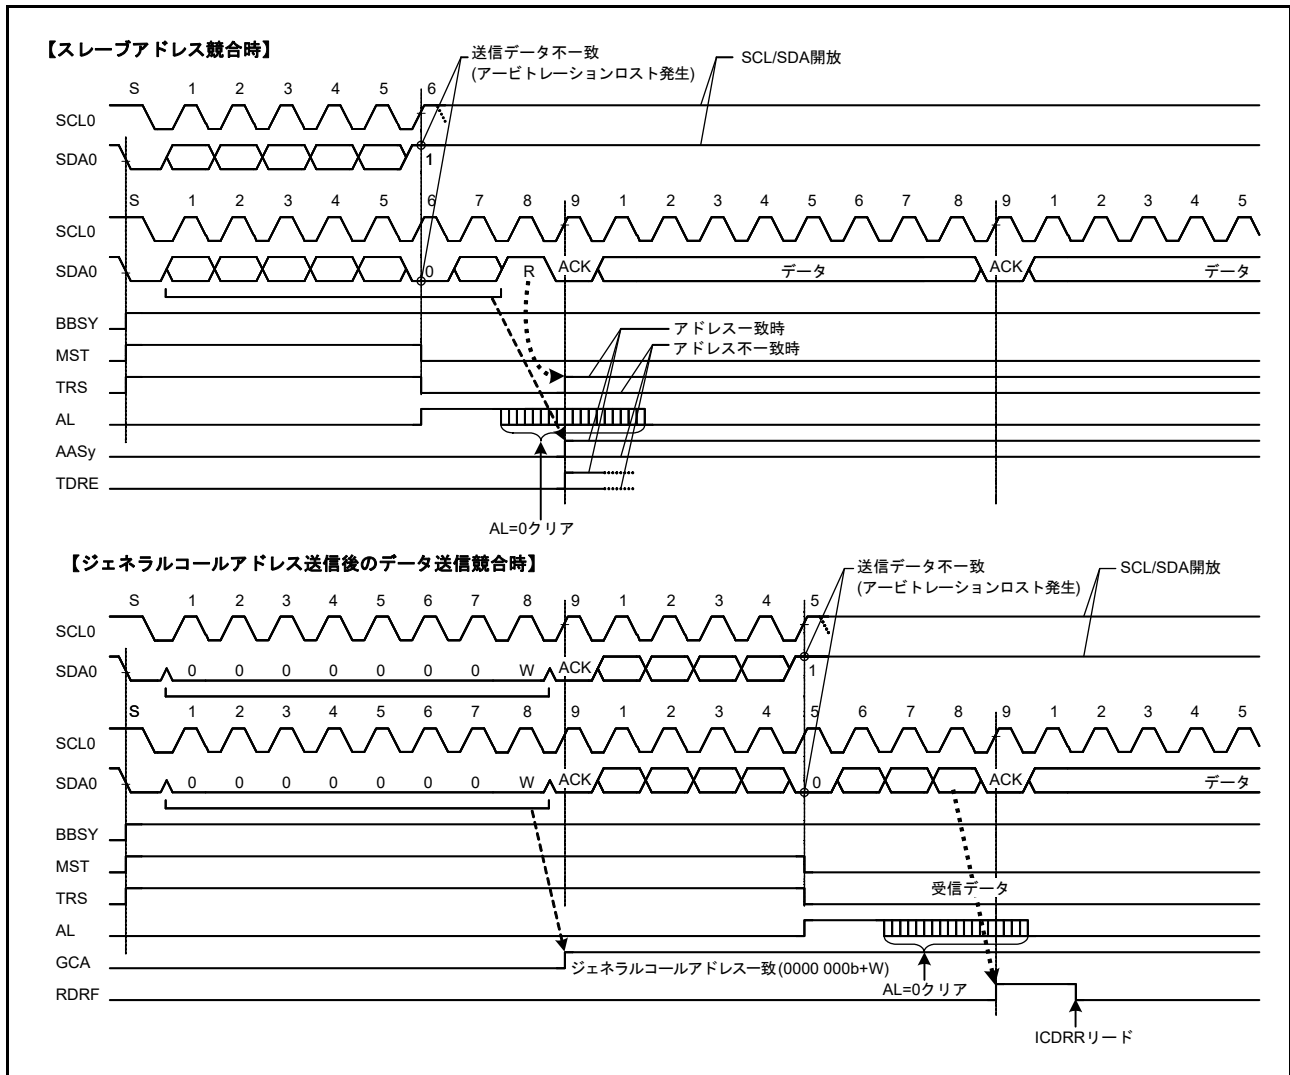 【スレーブアドレス競合時】
送信データ不一致
(アービトレーションロスト発生)
SCL/SDA開放
S 1 2 3 4 5 6
SCL0
SDA0 1
S 1 2 3 4 5 6 7 8 9 1 2 3 4 5 6 7 8 9 1 2 3 4 5
SCL0
SDA0 0 R ACK データ ACK データ
BBSY
アドレス一致時
MST
アドレス不一致時
TRS
AL
AASy
TDRE
AL=0クリア
【ジェネラルコールアドレス送信後のデータ送信競合時】
送信データ不一致
(アービトレーションロスト発生)
SCL/SDA開放
S 1 2 3 4 5 6 7 8 9 1 2 3 4 5
SCL0
SDA0 0 0 0 0 0 0 0 W ACK 1
S 1 2 3 4 5 6 7 8 9 1 2 3 4 5 6 7 8 9 1 2 3 4 5
SCL0
SDA0 0 0 0 0 0 0 0 W ACK 0 ACK データ
BBSY
MST
TRS 受信データ
AL
GCA ジェネラルコールアドレス一致(0000 000b+W)
AL=0クリア
RDRF
ICDRRリード